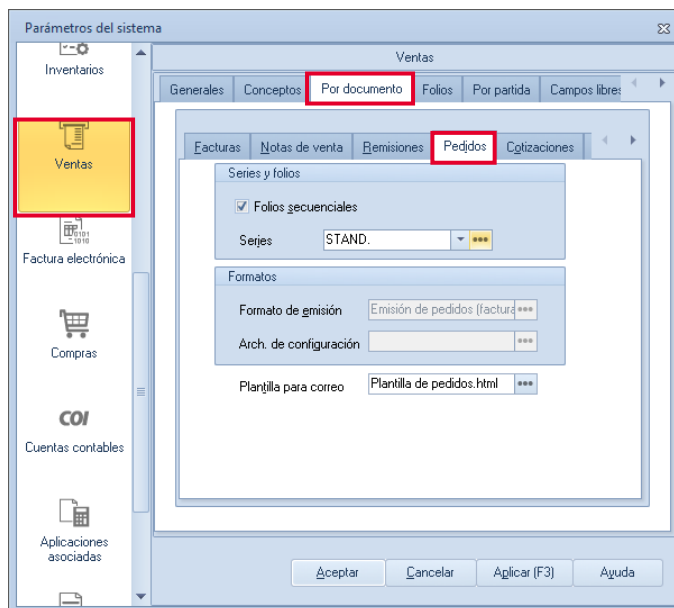 Parámetros del sistema
Inventarios
Ventas
Factura electrónica
0101
1010
Compras
COI
Cuentas contables
Aplicaciones
asociadas
Ventas
Generales Conceptos Por documento Folios Por partida Campos libres
Facturas Notas de venta Remisiones Pedidos Cotizaciones
Series y folios
Folios secuenciales
Series STAND.
Formatos
Formato de emisión Emisión de pedidos (factura
Arch. de configuración
Plantilla para correo Plantilla de pedidos.html
Aceptar Cancelar Aplicar (F3) Ayuda